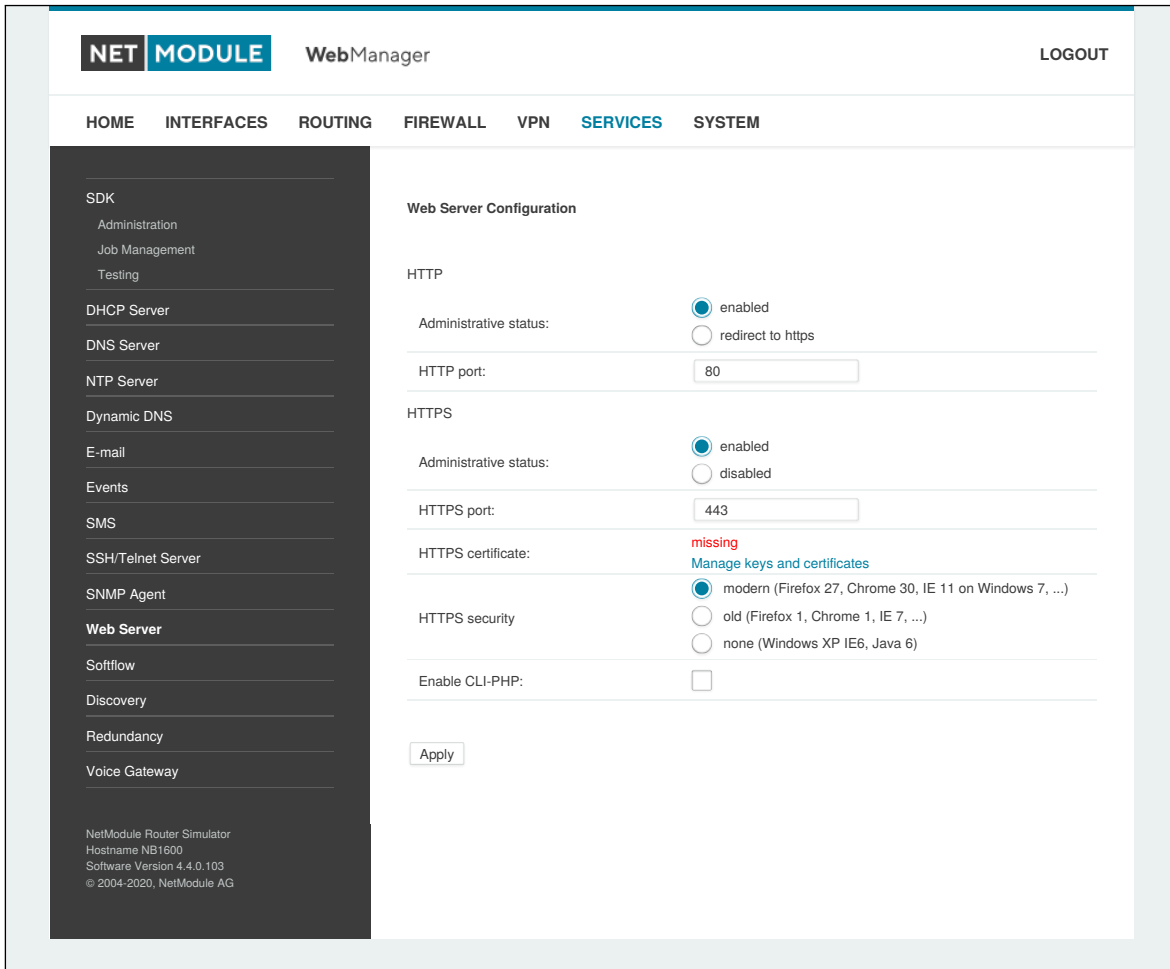 NET MODULE WebManager LOGOUT
HOME INTERFACES ROUTING FIREWALL VPN SERVICES SYSTEM
SDK
Administration
Job Management
Testing
DHCP Server
DNS Server
NTP Server
Dynamic DNS
E-mail
Events
SMS
SSH/Telnet Server
SNMP Agent
Web Server
Softflow
Discovery
Redundancy
Voice Gateway
NetModule Router Simulator
Hostname NB1600
Software Version 4.4.0.103
© 2004-2020, NetModule AG
Web Server Configuration
HTTP
Administrative status:
enabled
redirect to https
HTTP port: 80
HTTPS
Administrative status:
enabled
disabled
HTTPS port: 443
HTTPS certificate:
missing
Manage keys and certificates
HTTPS security
modern (Firefox 27, Chrome 30, IE 11 on Windows 7, ...)
old (Firefox 1, Chrome 1, IE 7, ...)
none (Windows XP IE6, Java 6)
Enable CLI-PHP:
Apply